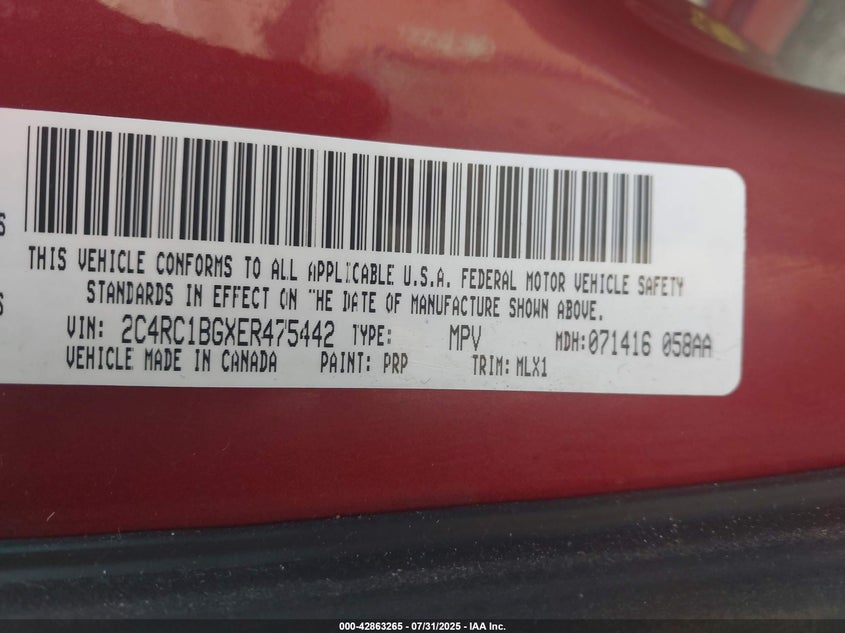 S
THIS VEHICLE CONFORMS TO ALL APPLICABLE U.S.A. FEDERAL MOTOR VEHICLE SAFETY
S
STANDARDS IN EFFECT ON THE DATE OF MANUFACTURE SHOWN ABOVE.
VIN: 2C4RC1BGXER475442 TYPE: MPV MDH:071416 058AA
VEHICLE MADE IN CANADA PAINT: PRP TRIM: MLX1
000-42863265 - 07/31/2025 - IAA Inc.